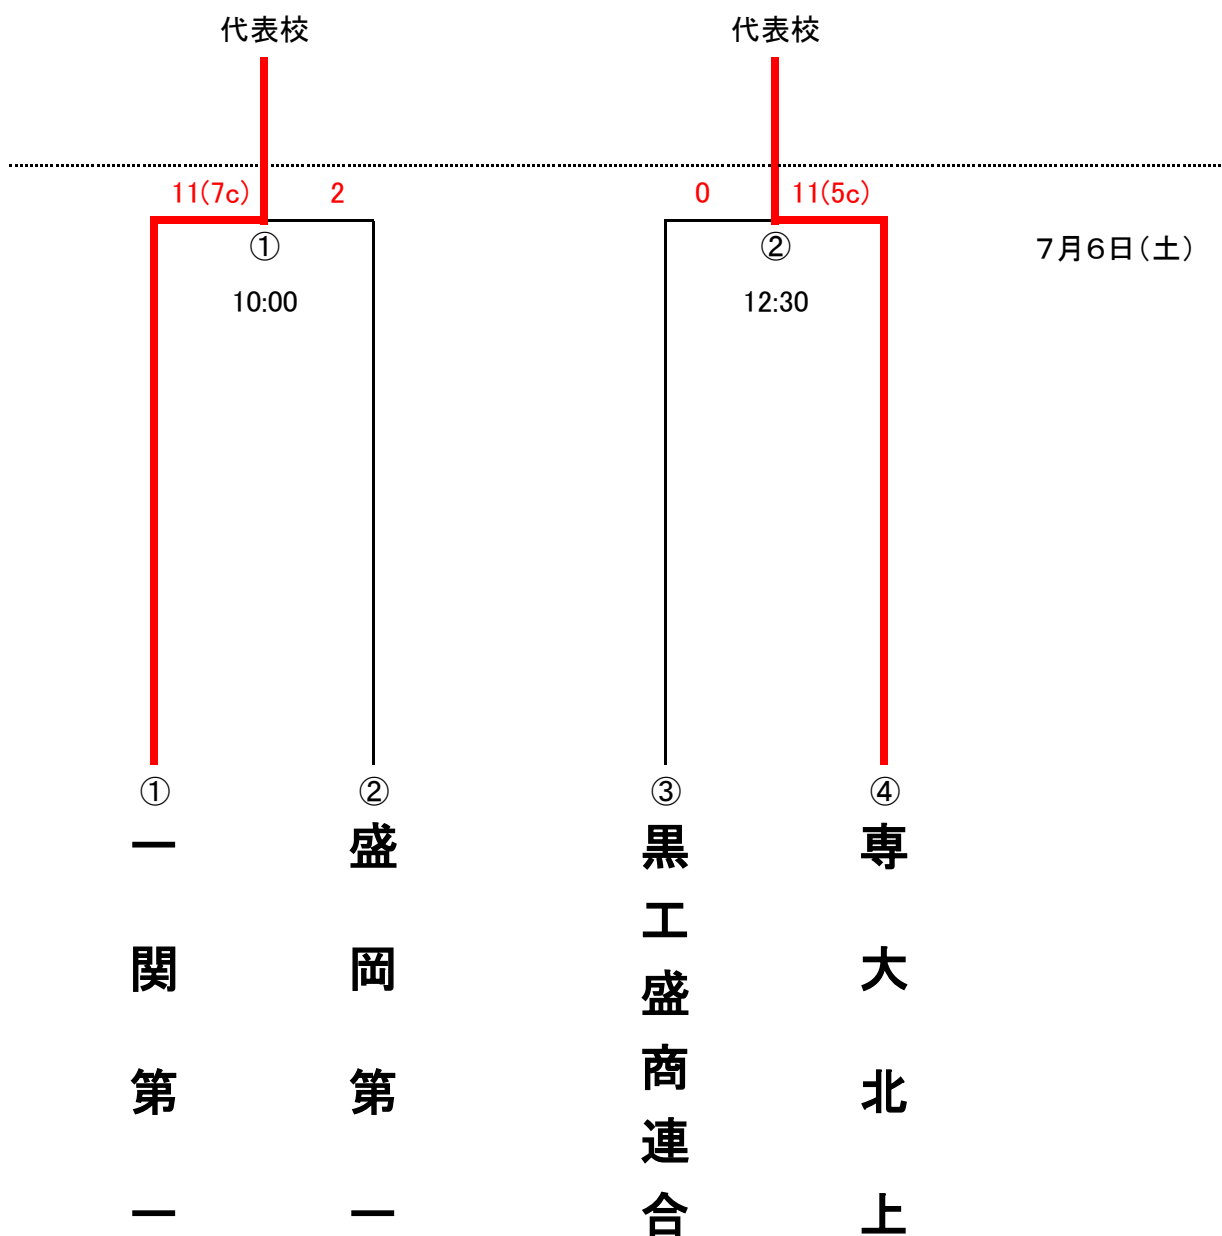 代表校 代表校
11(7c) 2 0 11(5c)
① ② 7月6日(土)
10:00 12:30
① ② ③ ④
一関第一
盛岡第一
黒工盛商連合
専大北上